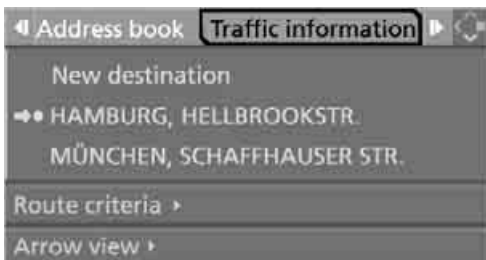 Address book Traffic information
New destination
HAMBURG, HELLBROOKSTR.
MÜNCHEN, SCHAFFHAUSER STR.
Route criteria
Arrow view